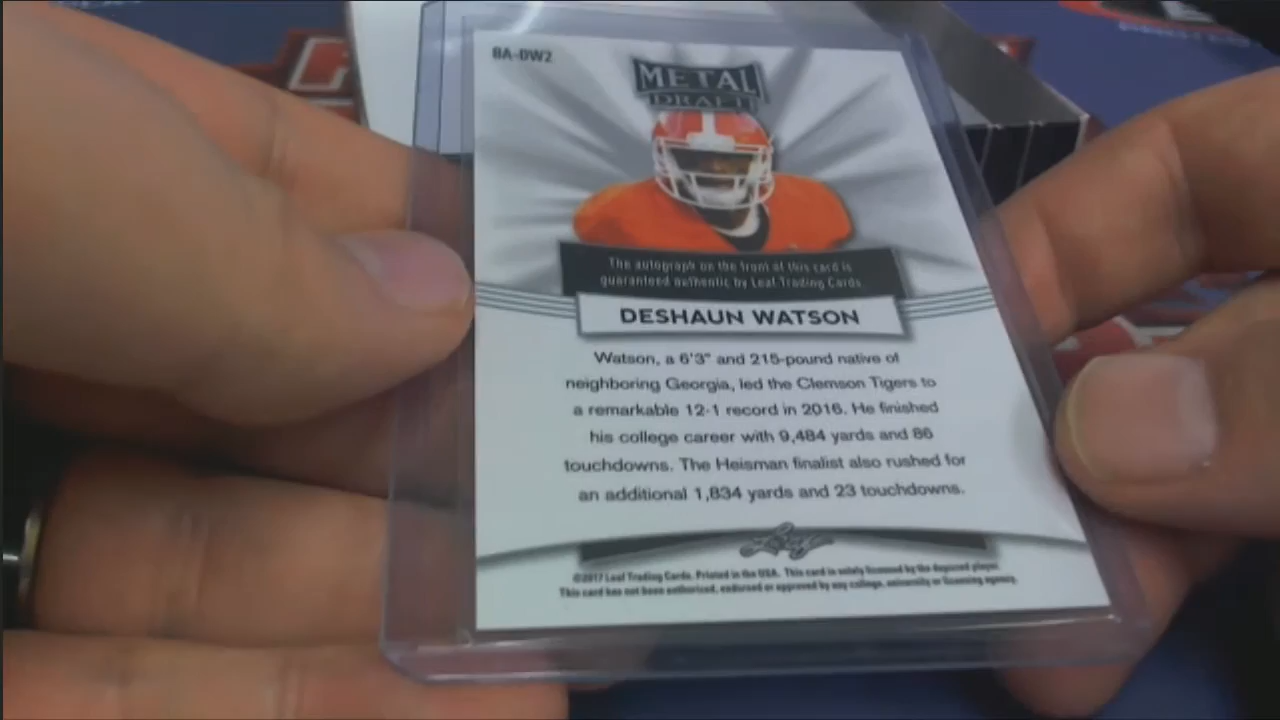 BA-DW2
METAL
DRAFT
The autograph on the front of this card is
guaranteed authentic by Leaf Trading Cards
DESHAUN WATSON
Watson, a 6'3" and 215-pound native of
neighboring Georgia, led the Clemson Tigers to
a remarkable 12-1 record in 2016. He finished
his college career with 9,484 yards and 86
touchdowns. The Heisman finalist also rushed for
an additional 1,834 yards and 23 touchdowns.
Leaf
©2017 Leaf Trading Cards. Printed in the USA. This card is solely licensed by the depicted player.
This card has not been authorized, endorsed or approved by any college, university or licensing agency.